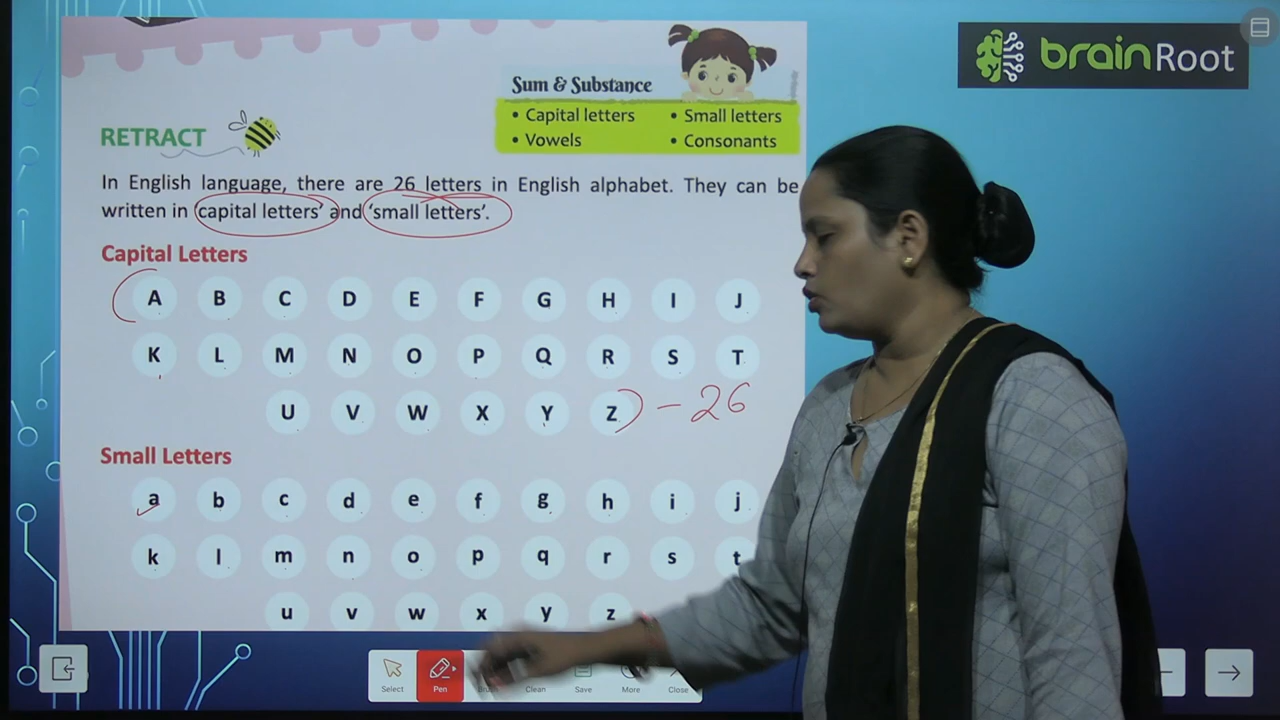 brainRoot
Sum & Substance
• Capital letters • Small letters
• Vowels • Consonants
RETRACT
In English language, there are 26 letters in English alphabet. They can be
written in 'capital letters' and 'small letters'.
Capital Letters
A B C D E F G H I J
K L M N O P Q R S T
U V W X Y Z - 26
Small Letters
a b c d e f g h i j
k l m n o p q r s t
u v w x y z
Select Pen Clean Save More Close